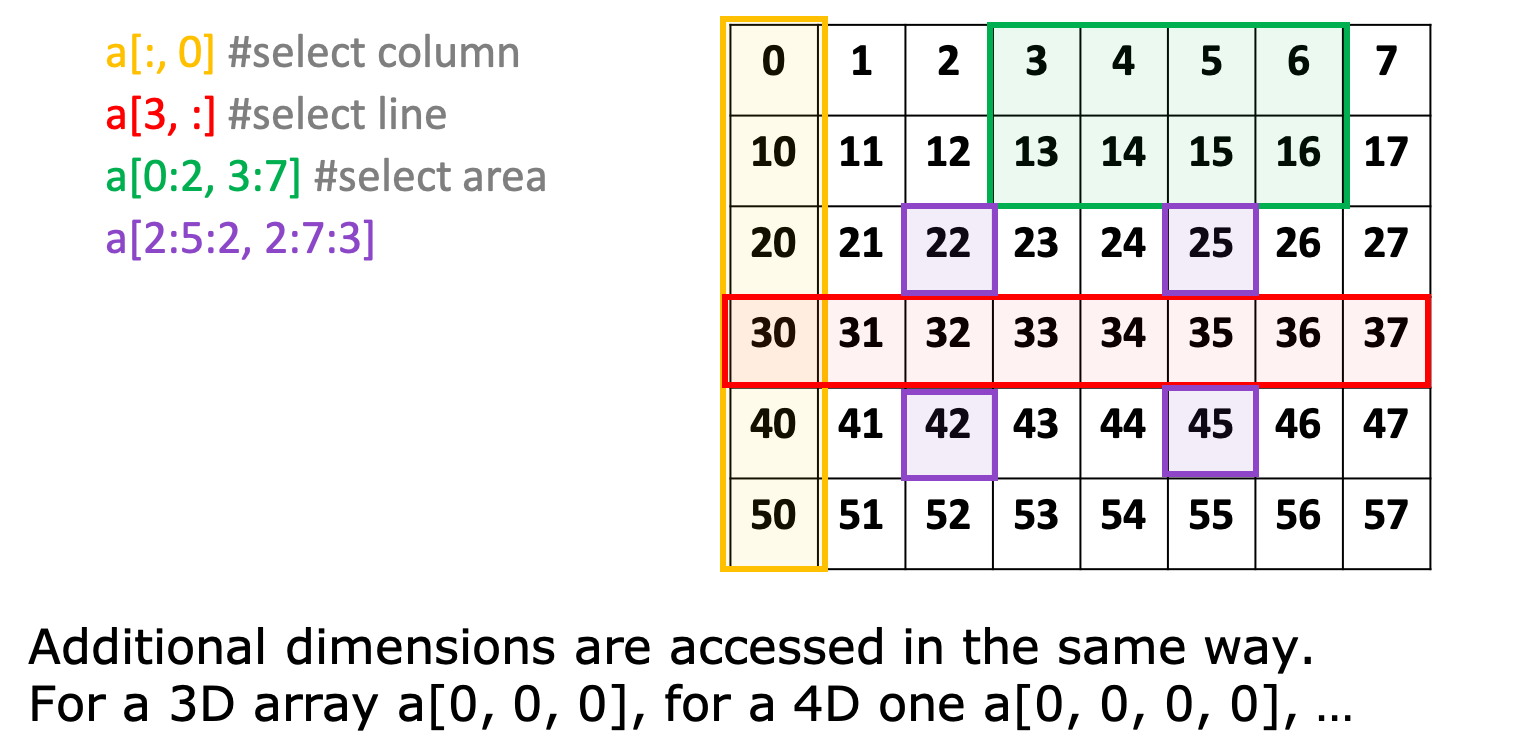 a[:, 0] #select column
a[3, :] #select line
a[0:2, 3:7] #select area
a[2:5:2, 2:7:3]
0 1 2 3 4 5 6 7
10 11 12 13 14 15 16 17
20 21 22 23 24 25 26 27
30 31 32 33 34 35 36 37
40 41 42 43 44 45 46 47
50 51 52 53 54 55 56 57
Additional dimensions are accessed in the same way.
For a 3D array a[0, 0, 0], for a 4D one a[0, 0, 0, 0], ...